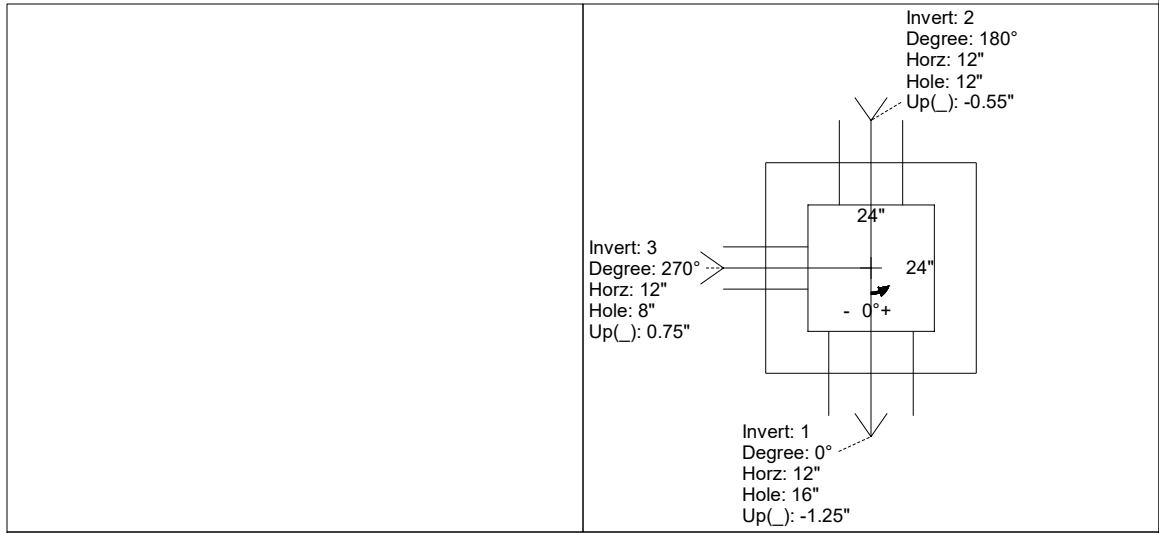 Invert: 2
Degree: 180°
Horz: 12"
Hole: 12"
Up(_): -0.55"
24"
Invert: 3
Degree: 270°
Horz: 12"
Hole: 8"
Up(_): 0.75"
24"
- 0°+
Invert: 1
Degree: 0°
Horz: 12"
Hole: 16"
Up(_): -1.25"